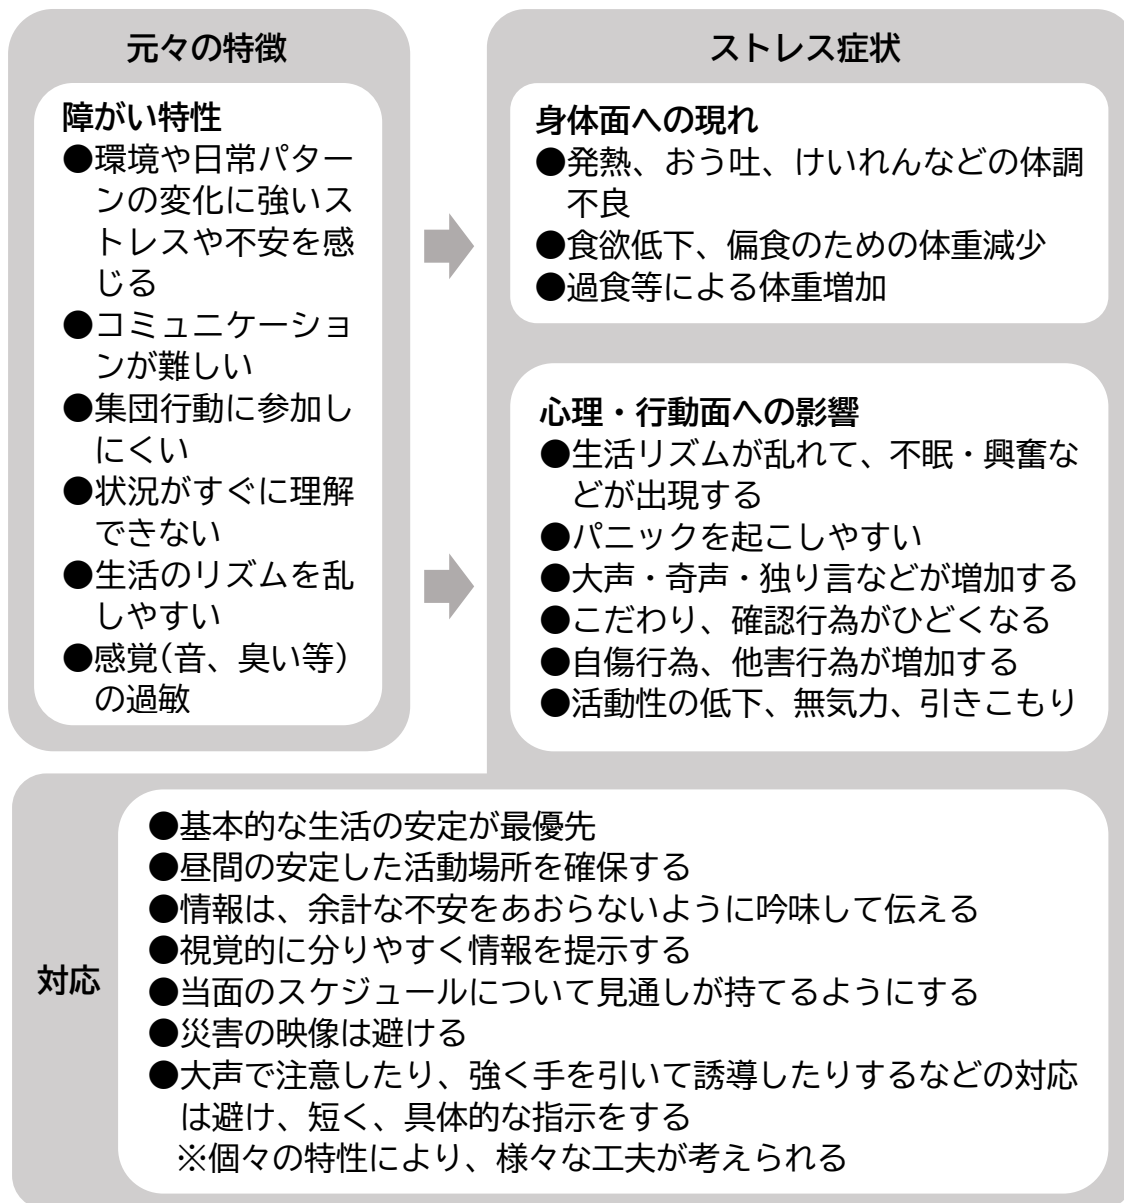 元々の特徴
障がい特性
●環境や日常パター
ンの変化に強いス
トレスや不安を感
じる
●コミュニケーショ
ンが難しい
●集団行動に参加し
にくい
●状況がすぐに理解
できない
●生活のリズムを乱
しやすい
●感覚(音、臭い等)
の過敏
ストレス症状
身体面への現れ
●発熱、おう吐、けいれんなどの体調
不良
●食欲低下、偏食のための体重減少
●過食等による体重増加
心理・行動面への影響
●生活リズムが乱れて、不眠・興奮な
どが出現する
●パニックを起こしやすい
●大声・奇声・独り言などが増加する
●こだわり、確認行為がひどくなる
●自傷行為、他害行為が増加する
●活動性の低下、無気力、引きこもり
対応
●基本的な生活の安定が最優先
●昼間の安定した活動場所を確保する
●情報は、余計な不安をあおらないように吟味して伝える
●視覚的に分りやすく情報を提示する
●当面のスケジュールについて見通しが持てるようにする
●災害の映像は避ける
●大声で注意したり、強く手を引いて誘導したりするなどの対応
は避け、短く、具体的な指示をする
※個々の特性により、様々な工夫が考えられる